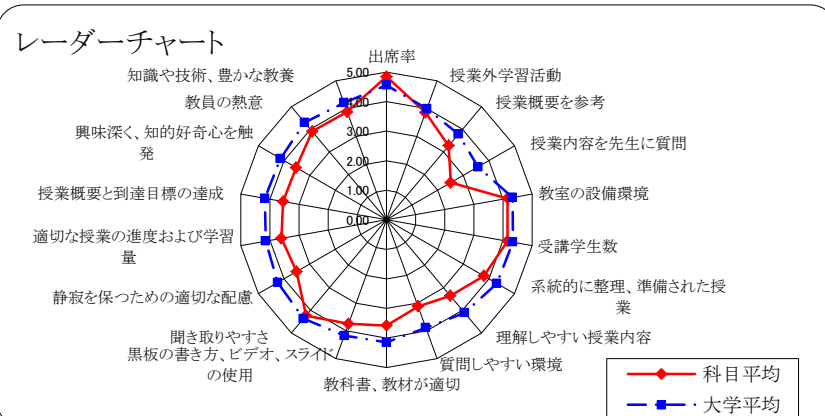 レーダーチャート
出席率
授業外学習活動
授業概要を参考
授業内容を先生に質問
教室の設備環境
受講学生数
系統的に整理、準備された授
業
理解しやすい授業内容
質問しやすい環境
教科書、教材が適切
黒板の書き方、ビデオ、スライド
の使用
聞き取りやすさ
静寂を保つための適切な配慮
適切な授業の進度および学習
量
授業概要と到達目標の達成
興味深く、知的好奇心を触
発
教員の熱意
知識や技術、豊かな教養
5.00
4.00
3.00
2.00
1.00
0.00
科目平均
大学平均